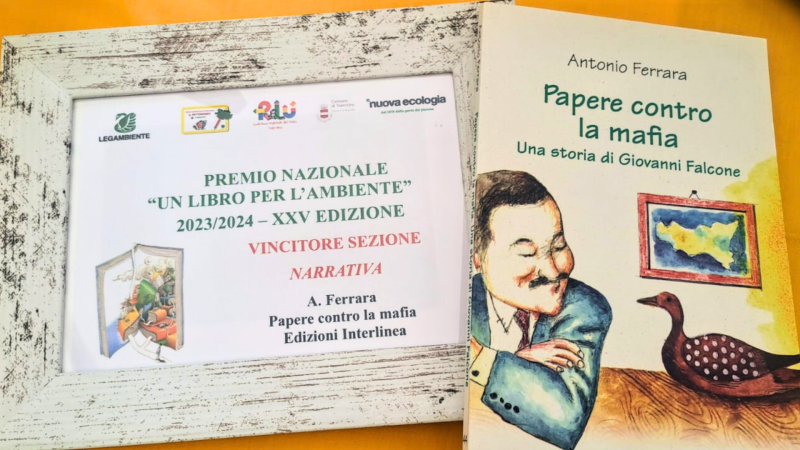 LEGAMBIENTE
la nuova ecologia
PREMIO NAZIONALE
"UN LIBRO PER L'AMBIENTE"
2023/2024 – XXV EDIZIONE
VINCITORE SEZIONE
NARRATIVA
A. Ferrara
Papere contro la mafia
Edizioni Interlinea
Antonio Ferrara
Papere contro
la mafia
Una storia di Giovanni Falcone